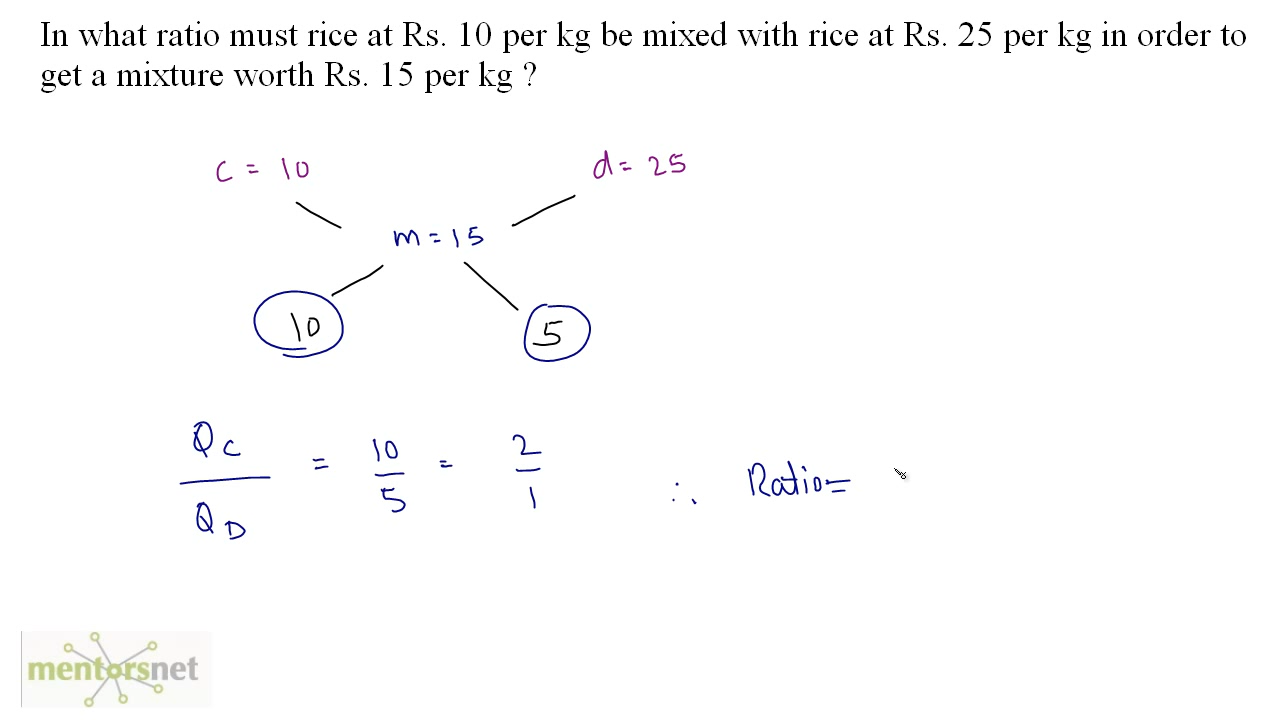 In what ratio must rice at Rs. 10 per kg be mixed with rice at Rs. 25 per kg in order to
get a mixture worth Rs. 15 per kg ?
c = 10
d = 25
m = 15
10
5
Q_C / Q_D = 10/5 = 2/1 ∴ Ratio=
mentorsnet